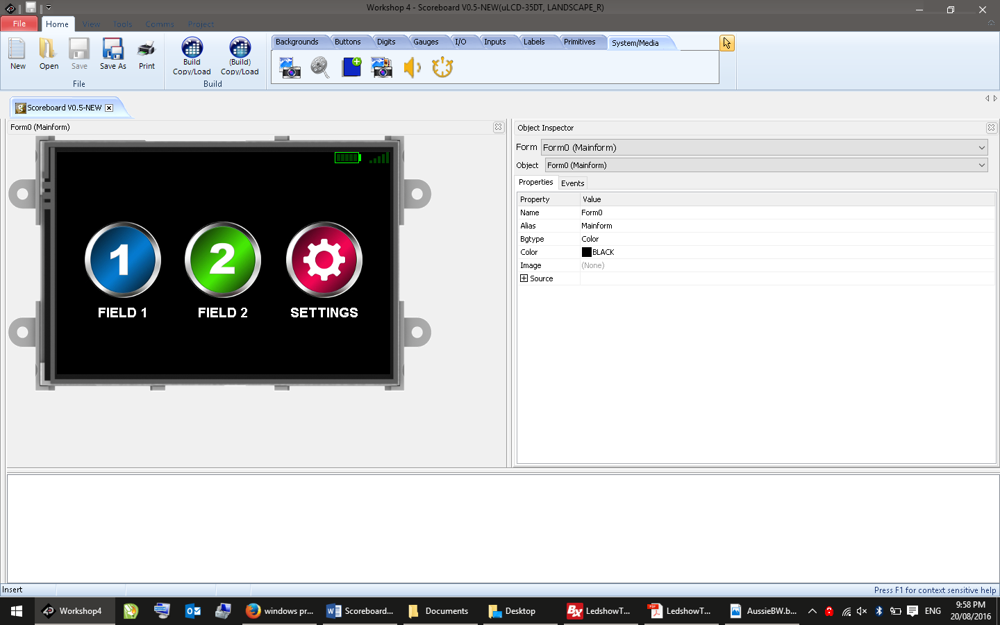 Workshop 4 - Scoreboard V0.5-NEW(uLCD-35DT, LANDSCAPE_R)
File Home View Tools Comms Project
New Open Save Save As Print
File
Build Copy/Load
(Build) Copy/Load
Build
Backgrounds Buttons Digits Gauges I/O Inputs Labels Primitives System/Media
Scoreboard V0.5-NEW
Form0 (Mainform)
1 2
FIELD 1 FIELD 2 SETTINGS
Object Inspector
Form Form0 (Mainform)
Object Form0 (Mainform)
Properties Events
Property Value
Name Form0
Alias Mainform
Bgtype Color
Color BLACK
Image (None)
Source
Insert
Press F1 for context sensitive help
Workshop4 windows pr... Scoreboard... Documents Desktop LedshowT... LedshowT... AussieBW.b... ENG
9:58 PM
20/08/2016